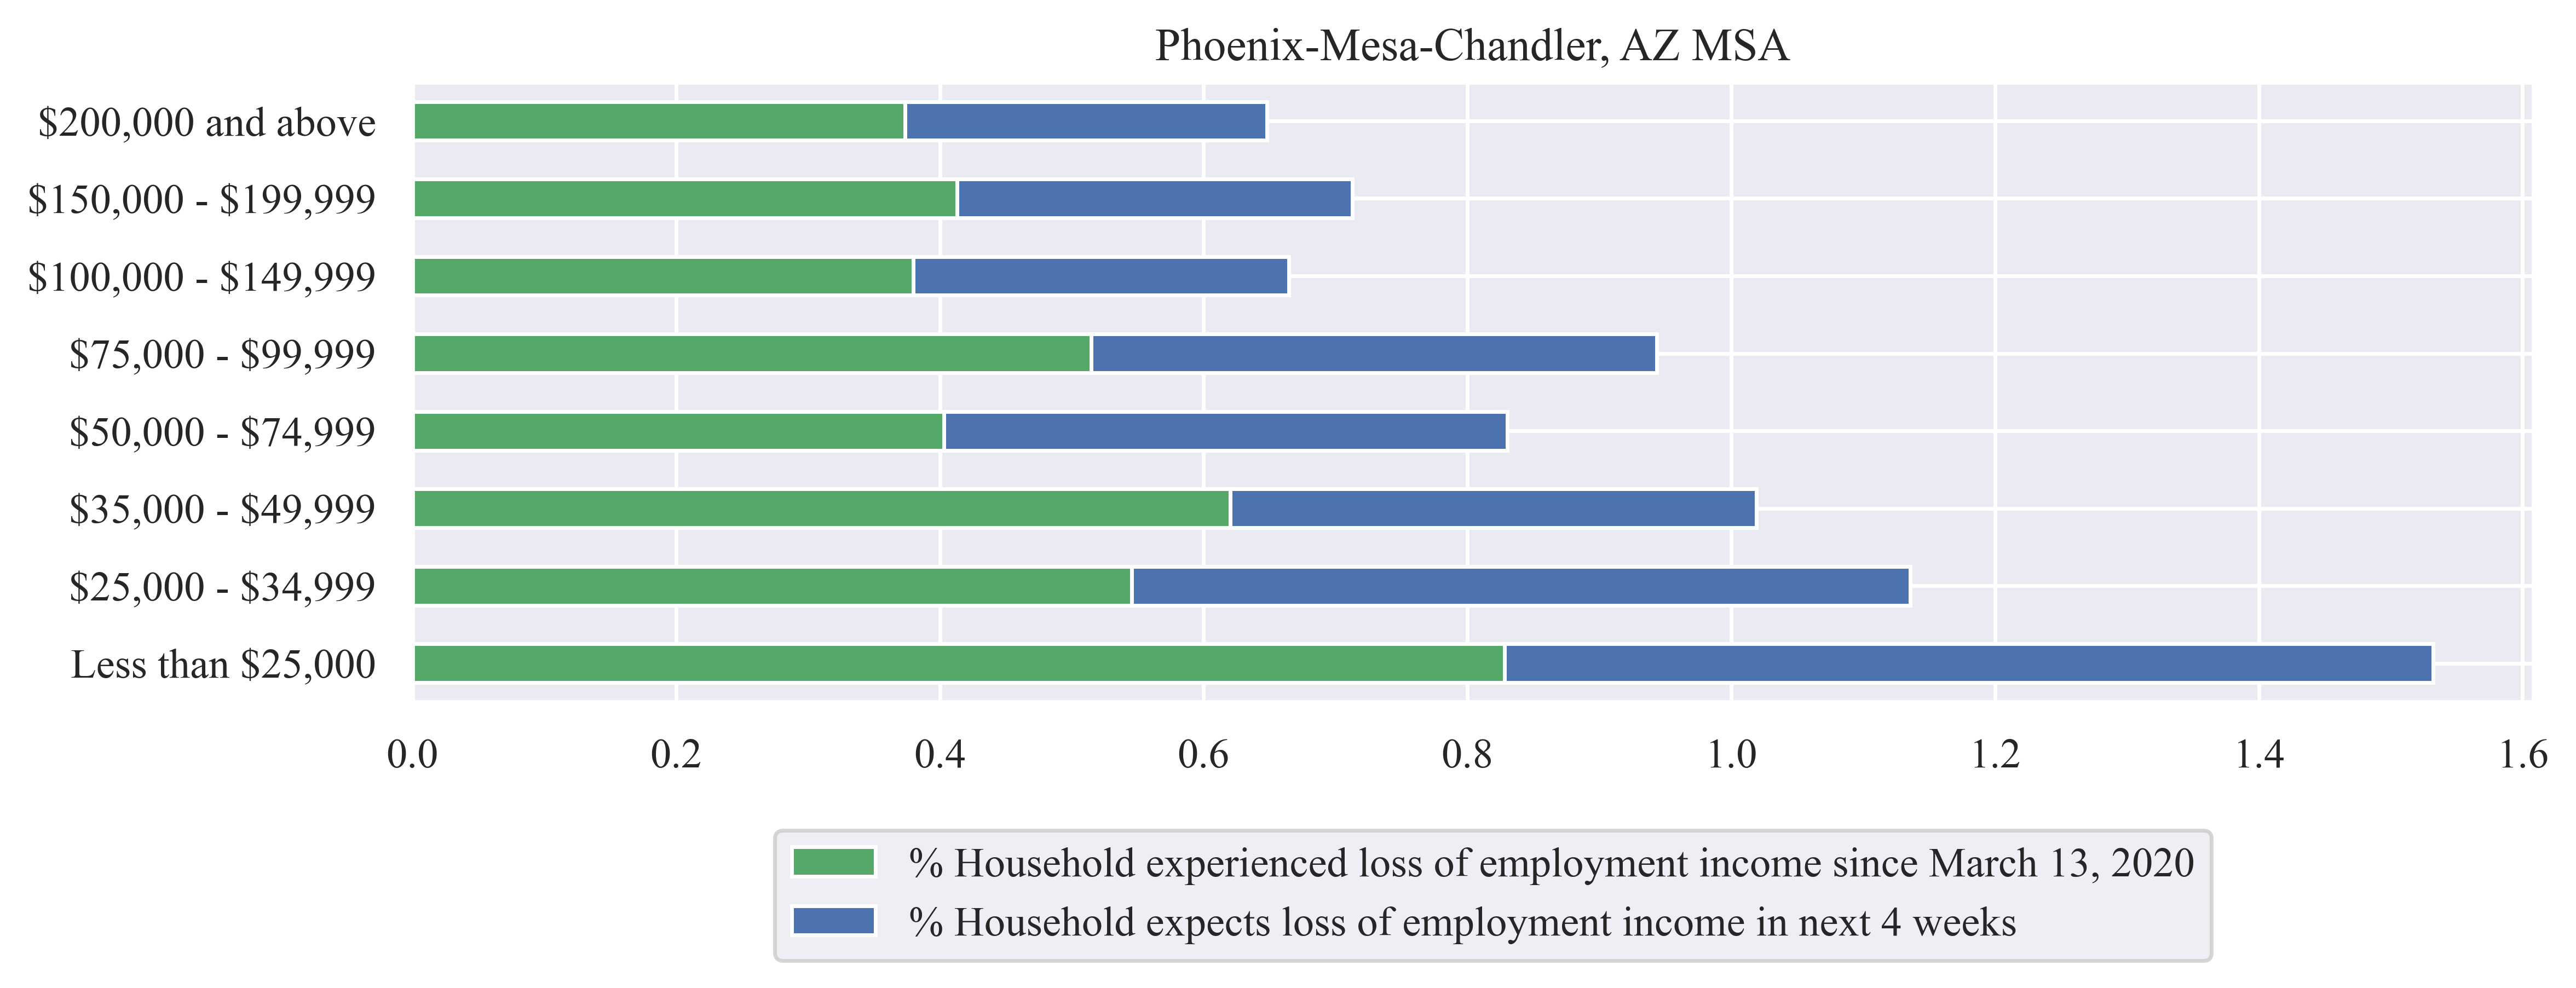 Phoenix-Mesa-Chandler, AZ MSA
$200,000 and above
$150,000 - $199,999
$100,000 - $149,999
$75,000 - $99,999
$50,000 - $74,999
$35,000 - $49,999
$25,000 - $34,999
Less than $25,000
0.0 0.2 0.4 0.6 0.8 1.0 1.2 1.4 1.6
% Household experienced loss of employment income since March 13, 2020
% Household expects loss of employment income in next 4 weeks